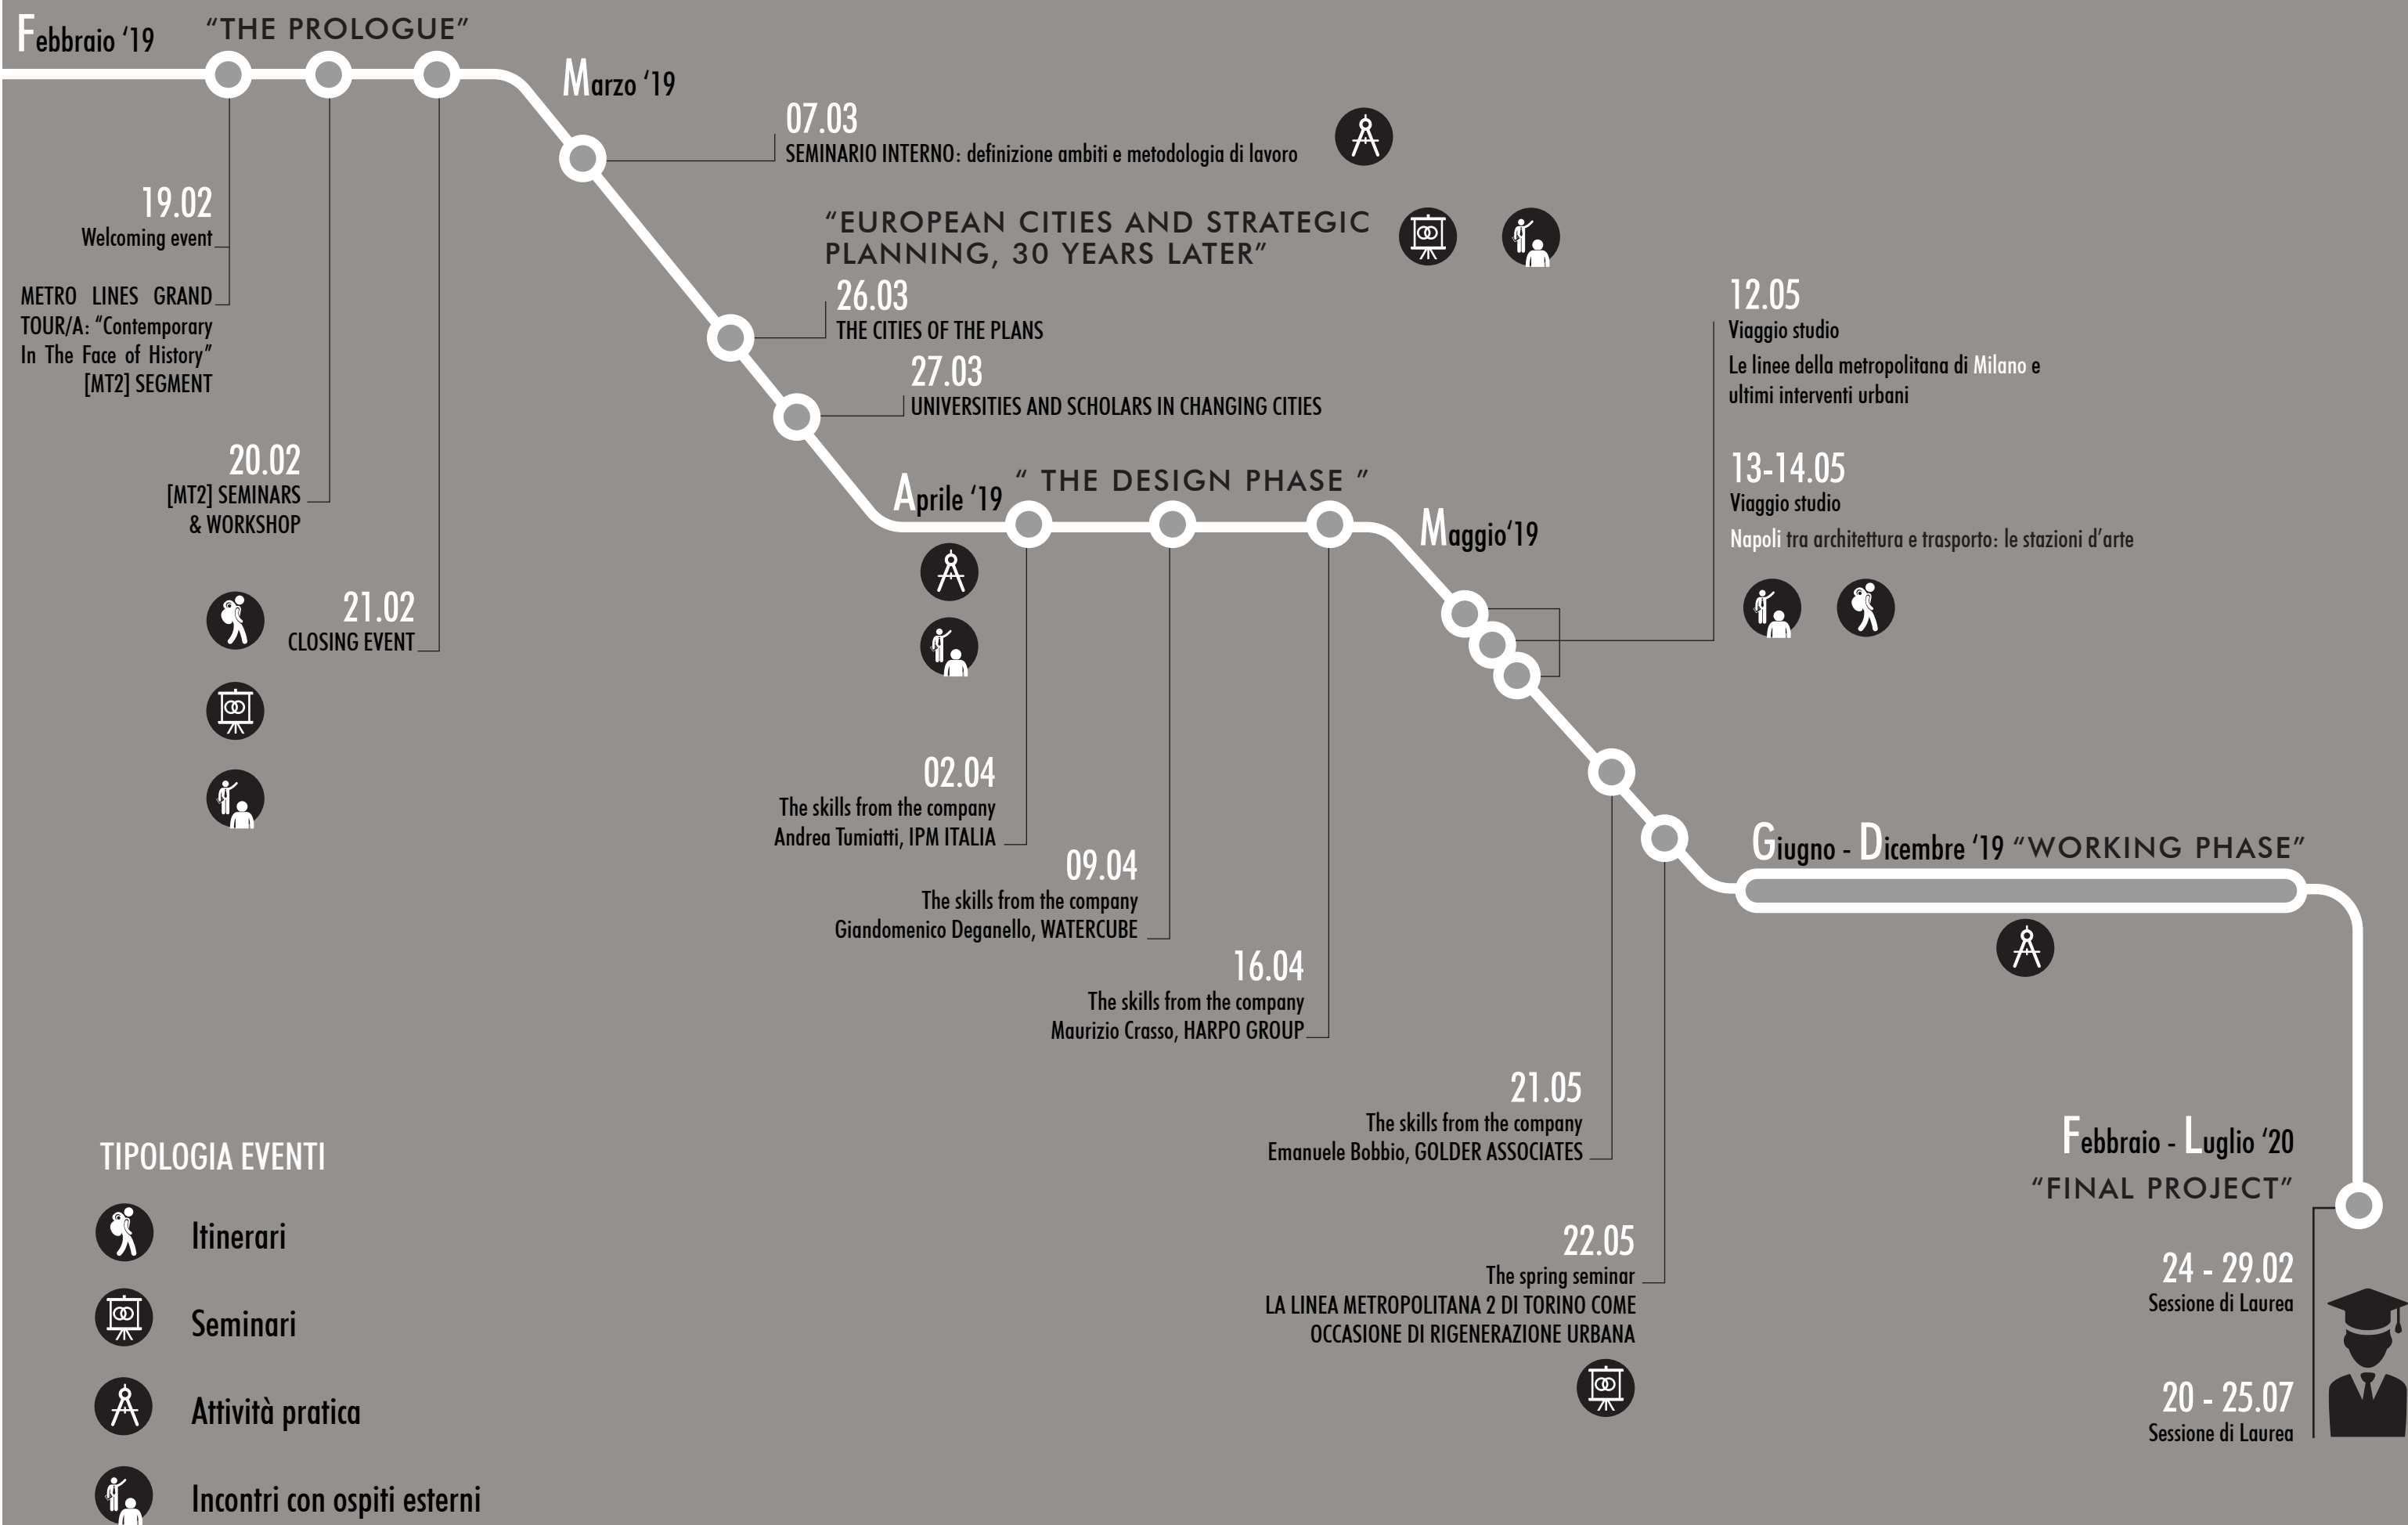 Febbraio ‘19
“THE PROLOGUE”
19.02
Welcoming event
METRO LINES GRAND
TOUR/A: “Contemporary
In The Face of History”
[MT2] SEGMENT
20.02
[MT2] SEMINARS
& WORKSHOP
21.02
CLOSING EVENT
Marzo ‘19
07.03
SEMINARIO INTERNO: definizione ambiti e metodologia di lavoro
“EUROPEAN CITIES AND STRATEGIC
PLANNING, 30 YEARS LATER”
26.03
THE CITIES OF THE PLANS
27.03
UNIVERSITIES AND SCHOLARS IN CHANGING CITIES
Aprile ‘19
“ THE DESIGN PHASE ”
02.04
The skills from the company
Andrea Tumiatti, IPM ITALIA
09.04
The skills from the company
Giandomenico Deganello, WATERCUBE
16.04
The skills from the company
Maurizio Crasso, HARPO GROUP
Maggio‘19
12.05
Viaggio studio
Le linee della metropolitana di Milano e
ultimi interventi urbani
13-14.05
Viaggio studio
Napoli tra architettura e trasporto: le stazioni d’arte
21.05
The skills from the company
Emanuele Bobbio, GOLDER ASSOCIATES
22.05
The spring seminar
LA LINEA METROPOLITANA 2 DI TORINO COME
OCCASIONE DI RIGENERAZIONE URBANA
Giugno - Dicembre ‘19 “WORKING PHASE”
Febbraio - Luglio ‘20
“FINAL PROJECT”
24 - 29.02
Sessione di Laurea
20 - 25.07
Sessione di Laurea
TIPOLOGIA EVENTI
Itinerari
Seminari
Attività pratica
Incontri con ospiti esterni